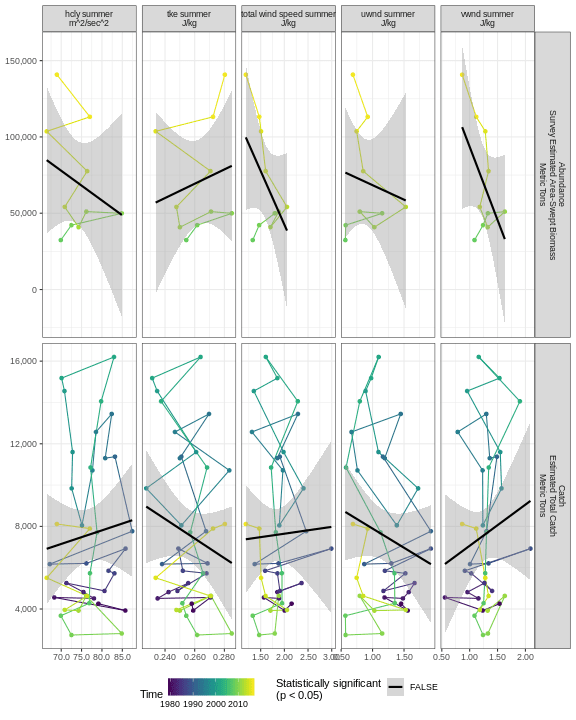 hcly summer
m^2/sec^2
tke summer
J/kg
total wind speed summer
J/kg
uwnd summer
J/kg
vwnd summer
J/kg
150,000
100,000
50,000
0
Abundance
Survey Estimated Area-Swept Biomass
Metric Tons
16,000
12,000
8,000
4,000
Catch
Estimated Total Catch
Metric Tons
70.0 75.0 80.0 85.0
0.240 0.260 0.280
1.50 2.00 2.50 3.00
0.50 1.00 1.50
0.50 1.00 1.50 2.00
Time
1980 1990 2000 2010
Statistically significant
(p < 0.05)
FALSE